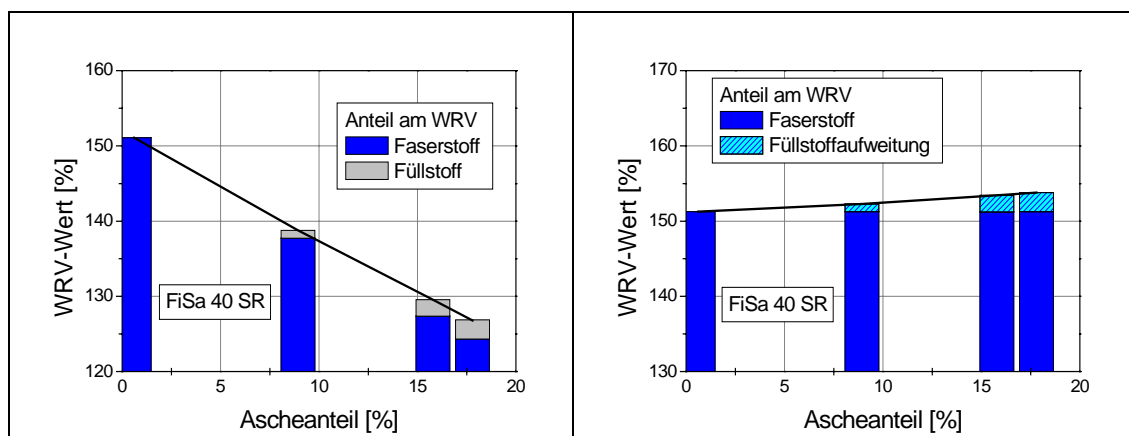 160
150
140
130
120
WRV-Wert [%]
Anteil am WRV
Faserstoff
Füllstoff
FiSa 40 SR
0 5 10 15 20
Ascheanteil [%]
170
160
150
140
130
WRV-Wert [%]
Anteil am WRV
Faserstoff
Füllstoffaufweitung
FiSa 40 SR
0 5 10 15 20
Ascheanteil [%]